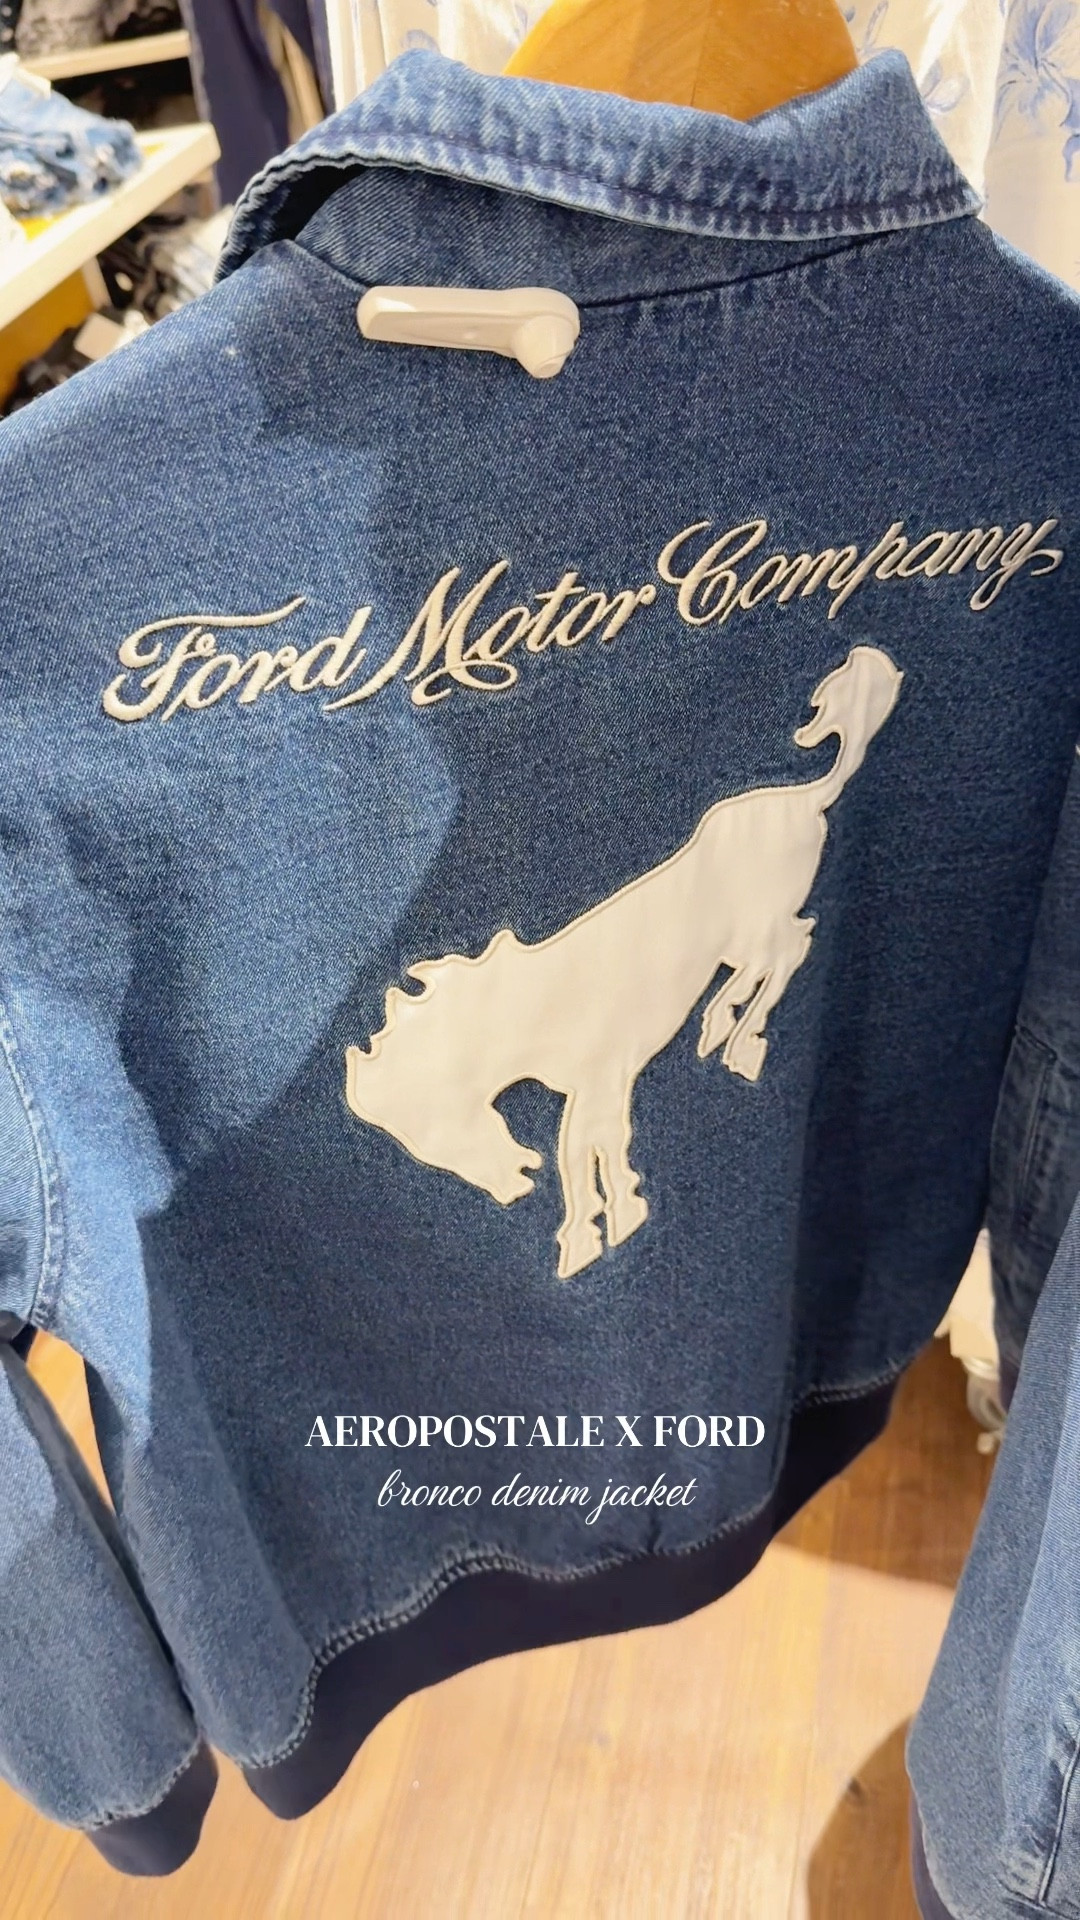 Ford Motor Company
AEROPOSTALE X FORD
bronco denim jacket